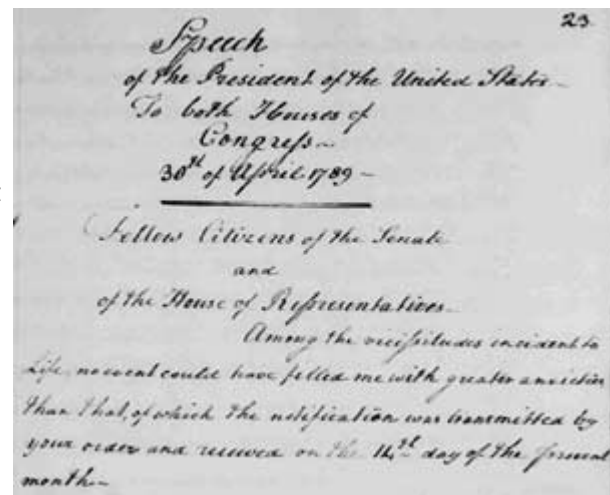 23
Speech
of the President of the United States—
To both Houses of
Congress—
30th of April 1789—
Fellow Citizens of the Senate
and
of the House of Representatives—
Among the vicissitudes incident to
Life, no event could have filled me with greater anxieties
than that, of which the notification was transmitted by
your order and received on the 14th day of the present
month—